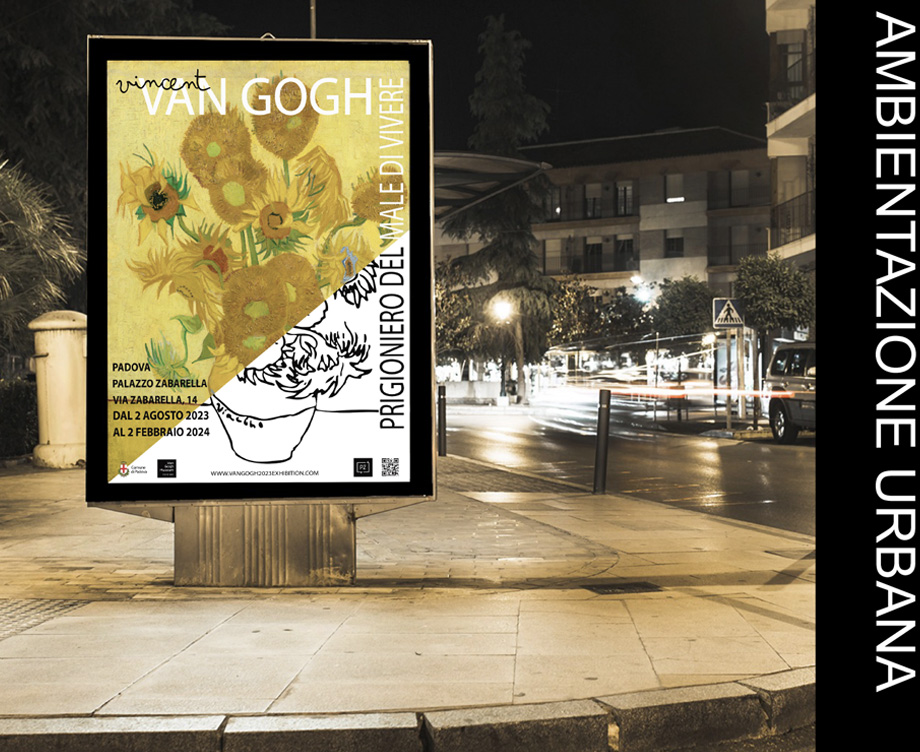 vincent
VAN GOGH
PRIGIONIERO DEL MALE DI VIVERE
PADOVA
PALAZZO ZABARELLA
VIA ZABARELLA, 14
DAL 2 AGOSTO 2023
AL 2 FEBBRAIO 2024
Comune
di Padova
WWW.VANGOGH2023EXHIBITION.COM
PZ
AMBIENTAZIONE URBANA